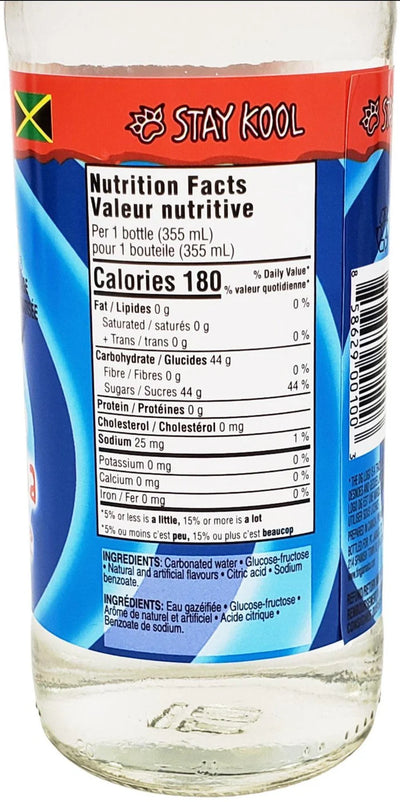 STAY KOOL
Nutrition Facts
Valeur nutritive
Per 1 bottle (355 mL)
pour 1 bouteille (355 mL)
Calories 180
% Daily Value*
% valeur quotidienne*
Fat / Lipides 0 g 0 %
Saturated / saturés 0 g
+ Trans / trans 0 g 0 %
Carbohydrate / Glucides 44 g
Fibre / Fibres 0 g 0 %
Sugars / Sucres 44 g 44 %
Protein / Protéines 0 g
Cholesterol / Cholestérol 0 mg
Sodium 25 mg 1 %
Potassium 0 mg 0 %
Calcium 0 mg 0 %
Iron / Fer 0 mg 0 %
*5% or less is a little, 15% or more is a lot
*5% ou moins c'est peu, 15% ou plus c'est beaucop
INGREDIENTS: Carbonated water • Glucose-fructose
• Natural and artificial flavours • Citric acid • Sodium
benzoate.
INGRÉDIENTS: Eau gazéifiée • Glucose-fructose •
Arôme de naturel et artificiel • Acide citrique •
Benzoate de sodium.
8 58629 00100 3